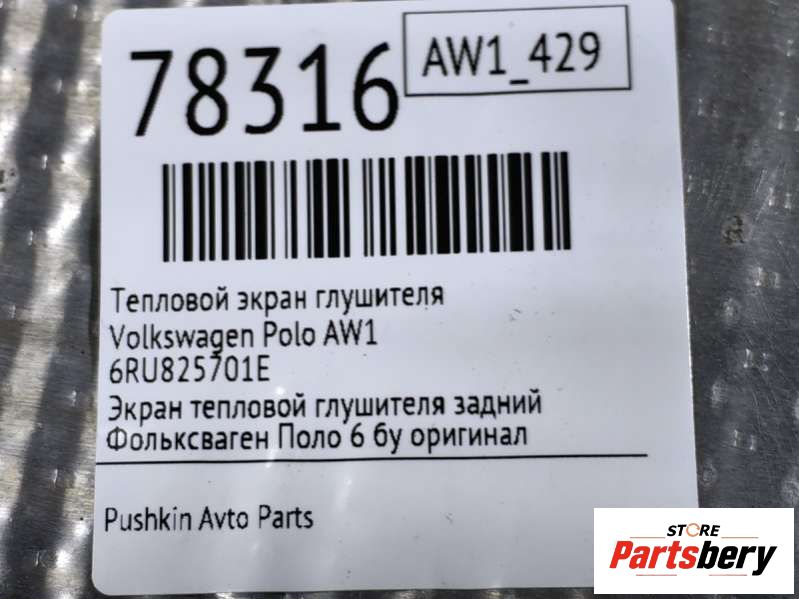 78316
AW1_429
Тепловой экран глушителя
Volkswagen Polo AW1
6RU825701E
Экран тепловой глушителя задний
Фольксваген Поло 6 бу оригинал
Pushkin Avto Parts
STORE
Partsbery